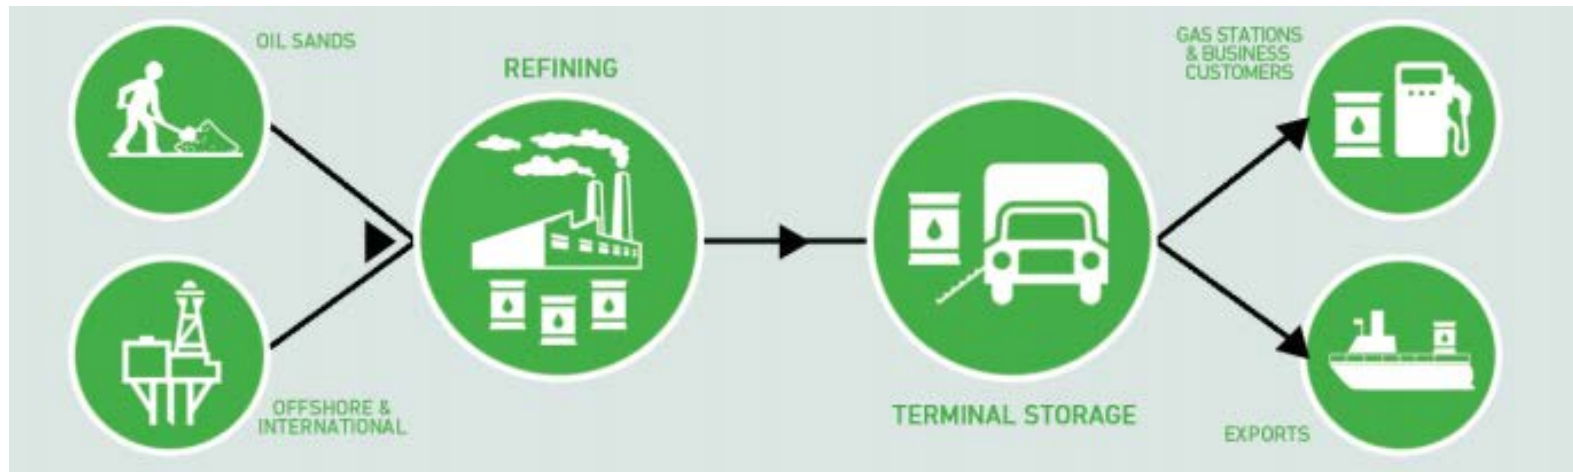 OIL SANDS
REFINING
GAS STATIONS
& BUSINESS
CUSTOMERS
OFFSHORE &
INTERNATIONAL
TERMINAL STORAGE
EXPORTS